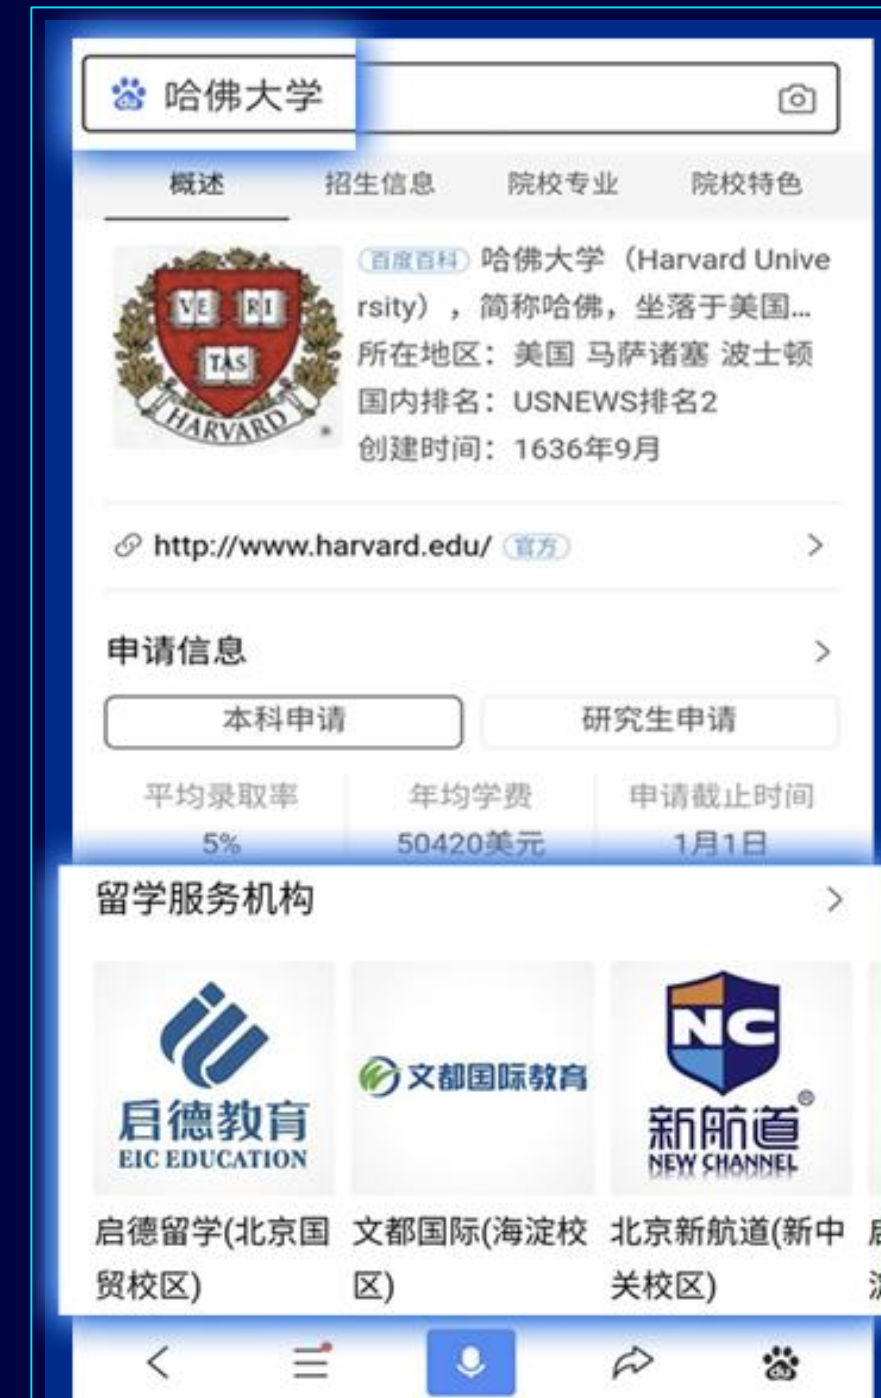 du 哈佛大学
概述 招生信息 院校专业 院校特色
VE RI
TAS
HARVARD
百度百科 哈佛大学（Harvard Unive
rsity），简称哈佛，坐落于美国...
所在地区：美国 马萨诸塞 波士顿
国内排名：USNEWS排名2
创建时间：1636年9月
http://www.harvard.edu/ 官方
申请信息
本科申请 研究生申请
平均录取率 年均学费 申请截止时间
5% 50420美元 1月1日
留学服务机构
启德教育
EIC EDUCATION
文都国际教育
NC
新航道®
NEW CHANNEL
启德留学(北京国
贸校区)
文都国际(海淀校
区)
北京新航道(新中
关校区)
du